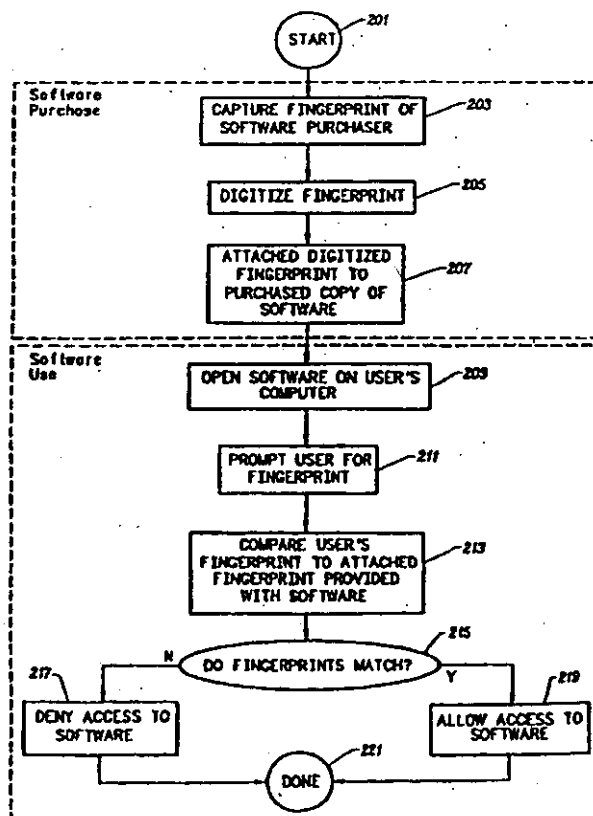 START
201
Software
Purchase
CAPTURE FINGERPRINT OF
SOFTWARE PURCHASER
203
DIGITIZE FINGERPRINT
205
ATTACHED DIGITIZED
FINGERPRINT TO
PURCHASED COPY OF
SOFTWARE
207
Software
Use
OPEN SOFTWARE ON USER'S
COMPUTER
209
PROMPT USER FOR
FINGERPRINT
211
COMPARE USER'S
FINGERPRINT TO ATTACHED
FINGERPRINT PROVIDED
WITH SOFTWARE
213
DO FINGERPRINTS MATCH?
215
N
Y
217
DENY ACCESS TO
SOFTWARE
219
ALLOW ACCESS TO
SOFTWARE
DONE
221